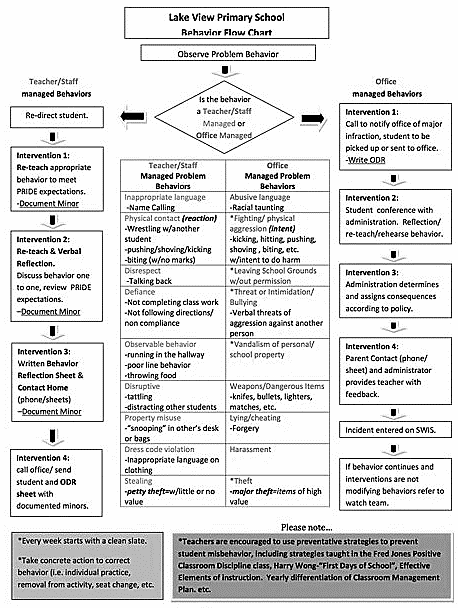 Lake View Primary School
Behavior Flow Chart
Observe Problem Behavior
Teacher/Staff
managed Behaviors
Re-direct student.
Intervention 1:
Re-teach appropriate
behavior to meet
PRIDE expectations.
-Document Minor
Intervention 2:
Re-teach & Verbal
Reflection.
Discuss behavior one
to one, review PRIDE
expectations.
–Document Minor
Intervention 3:
Written Behavior
Reflection Sheet &
Contact Home
(phone/sheets)
–Document Minor
Intervention 4:
call office/ send
student and ODR
sheet with
documented minors.
Is the behavior
a Teacher/Staff
Managed or
Office Managed
Office
managed Behaviors
Intervention 1:
Call to notify office of major
infraction, student to be
picked up or sent to office.
-Write ODR
Intervention 2:
Student conference with
administration. Reflection/
re-teach/rehearse behavior.
Intervention 3:
Administration determines
and assigns consequences
according to policy.
Intervention 4:
Parent Contact (phone/
sheet) and administrator
provides teacher with
feedback.
Incident entered on SWIS.
If behavior continues and
interventions are not
modifying behaviors refer to
watch team.
Teacher/Staff
Managed Problem
Behaviors
Office
Managed Problem
Behaviors
Inappropriate language
-Name Calling
Abusive language
-Racial taunting
Physical contact (reaction)
-Wrestling w/another
student
-pushing/shoving/kicking
-biting (w/no marks)
*Fighting/ physical
aggression (intent)
-kicking, hitting, pushing,
shoving , biting, etc.
w/intent to do harm
Disrespect
-Talking back
*Leaving School Grounds
w/out permission
Defiance
-Not completing class work
-Not following directions/
non compliance
*Threat or Intimidation/
Bullying
-Verbal threats of
aggression against another
person
Observable behavior
-running in the hallway
-poor line behavior
-throwing food
*Vandalism of personal/
school property
Disruptive
-tattling
-distracting other students
Weapons/Dangerous Items
-knifes, bullets, lighters,
matches, etc.
Property misuse
-"snooping" in other's desk
or bags
Lying/cheating
-Forgery
Dress code violation
-Inappropriate language on
clothing
Harassment
Stealing
-petty theft=w/little or no
value
*Theft
-major theft=items of high
value
*Every week starts with a clean slate.
*Take concrete action to correct
behavior (i.e. individual practice,
removal from activity, seat change, etc.
Please note…
*Teachers are encouraged to use preventative strategies to prevent
student misbehavior, including strategies taught in the Fred Jones Positive
Classroom Discipline class, Harry Wong-"First Days of School", Effective
Elements of instruction. Yearly differentiation of Classroom Management
Plan. etc.